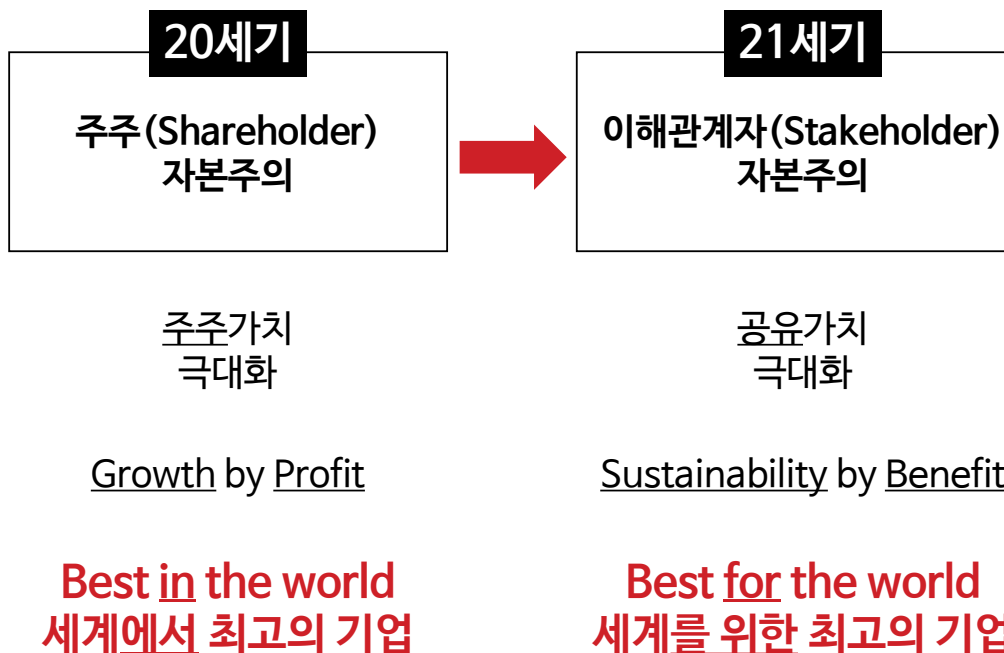 20세기
주주(Shareholder)
자본주의
주주가치
극대화
Growth by Profit
Best in the world
세계에서 최고의 기업
21세기
이해관계자(Stakeholder)
자본주의
공유가치
극대화
Sustainability by Benefit
Best for the world
세계를 위한 최고의 기업